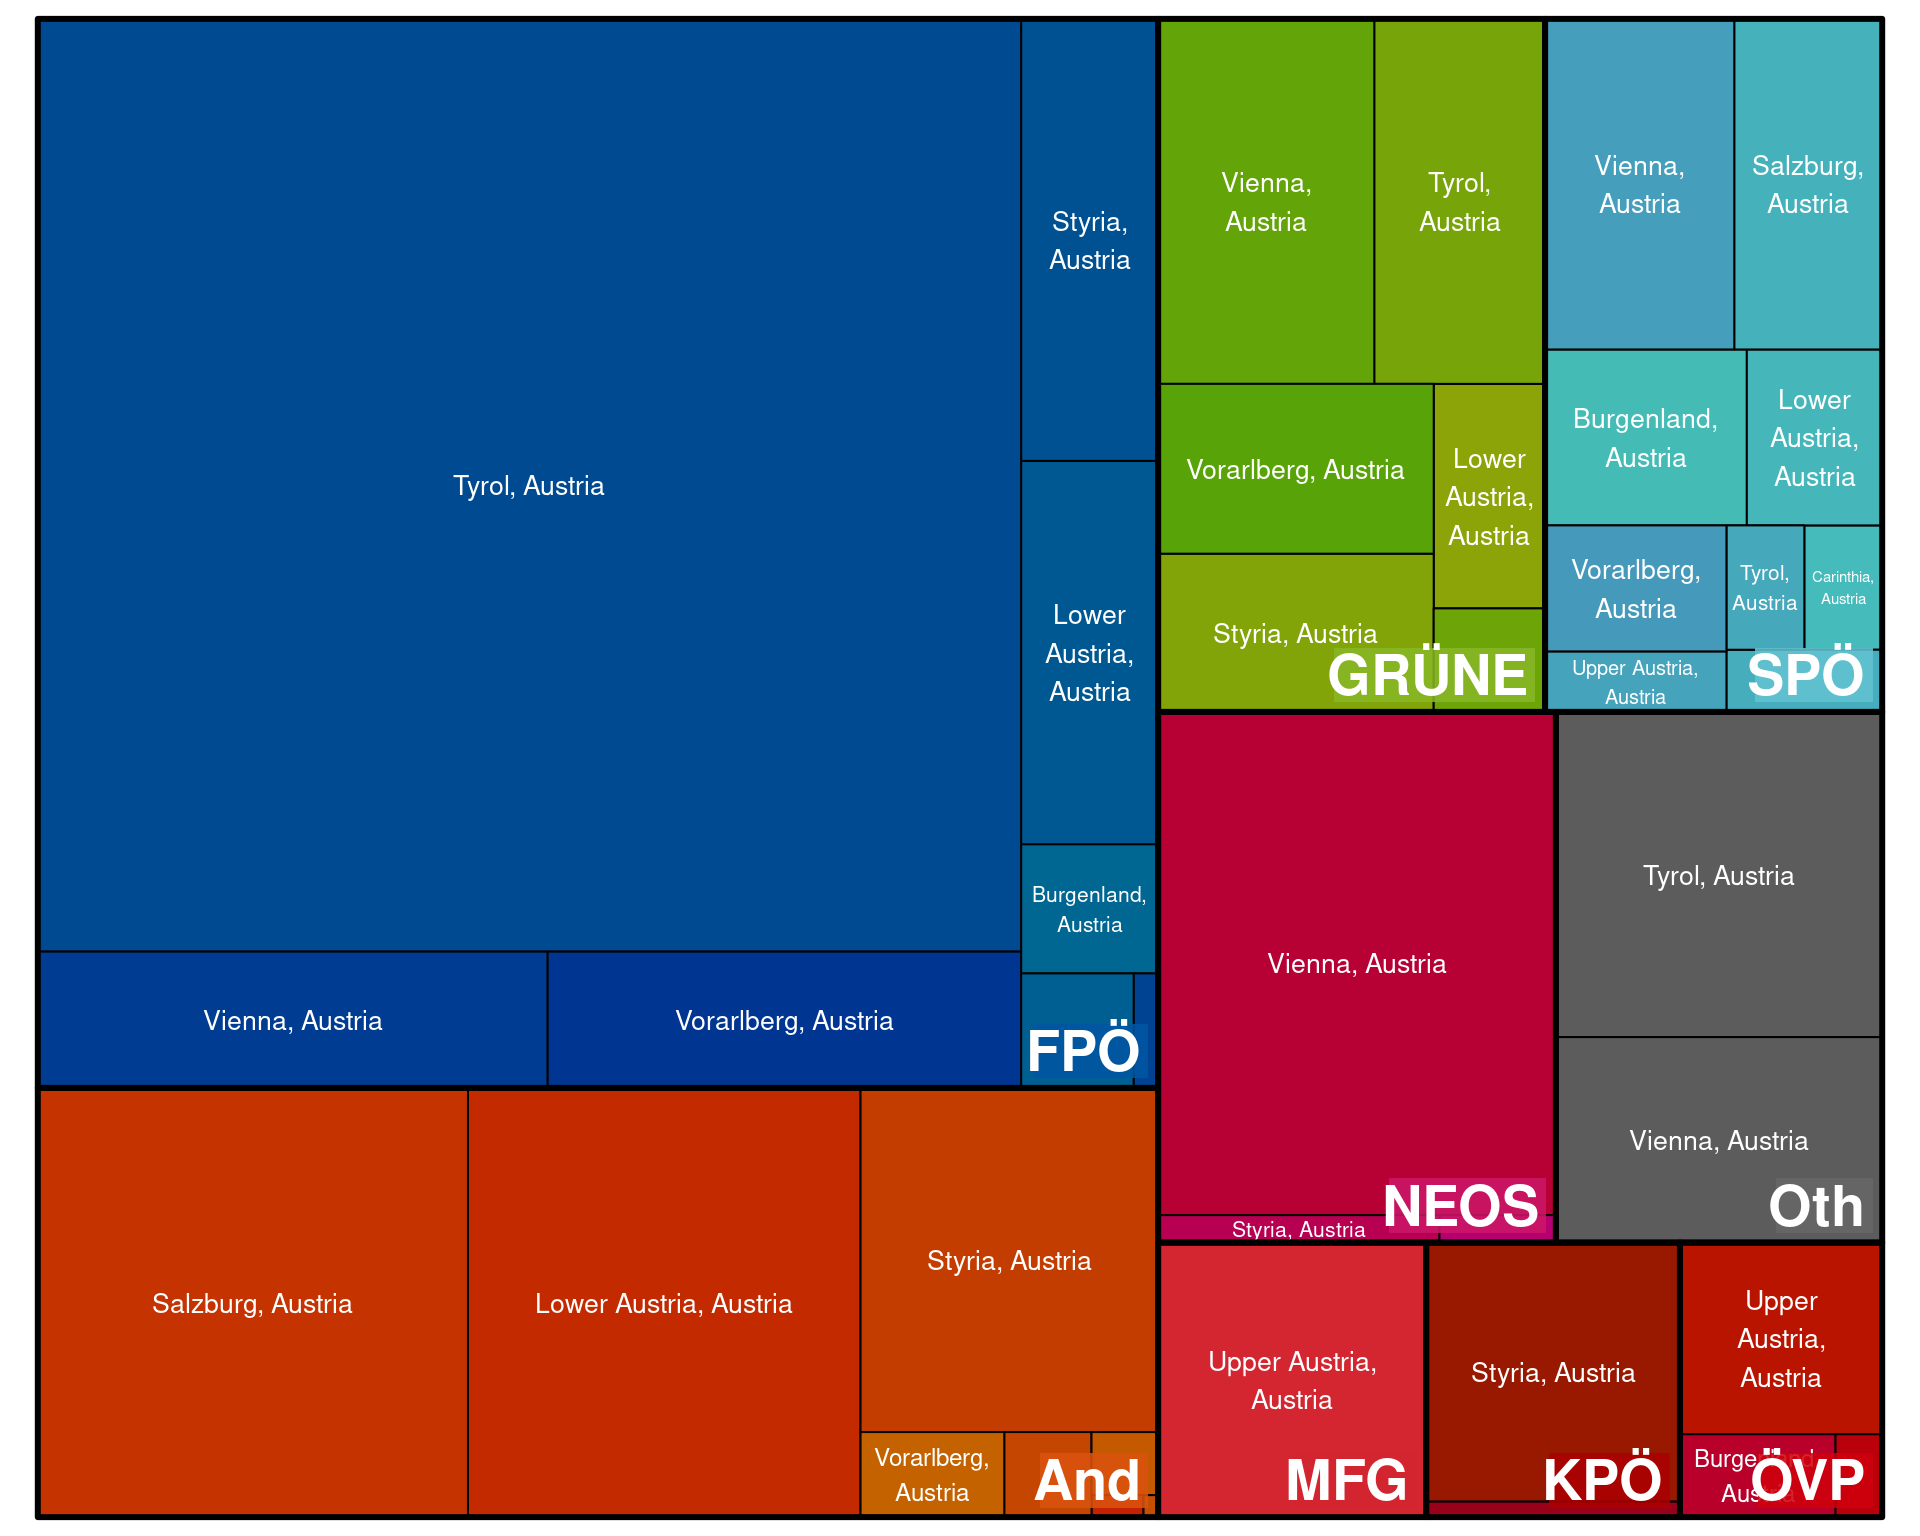 Tyrol, Austria
Styria,
Austria
Lower
Austria,
Austria
Burgenland,
Austria
Vienna, Austria
Vorarlberg, Austria
FPÖ
Salzburg, Austria
Lower Austria, Austria
Styria, Austria
Vorarlberg,
Austria
And
Vienna,
Austria
Tyrol,
Austria
Vorarlberg, Austria
Lower
Austria,
Austria
Styria, Austria
GRÜNE
Vienna,
Austria
Salzburg,
Austria
Burgenland,
Austria
Lower
Austria,
Austria
Vorarlberg,
Austria
Tyrol,
Austria
Carinthia,
Austria
Upper Austria,
Austria
SPÖ
Vienna, Austria
Styria, Austria
NEOS
Tyrol, Austria
Vienna, Austria
Oth
Upper Austria,
Austria
MFG
Styria, Austria
KPÖ
Upper
Austria,
Austria
Burgenland,
Austria
ÖVP